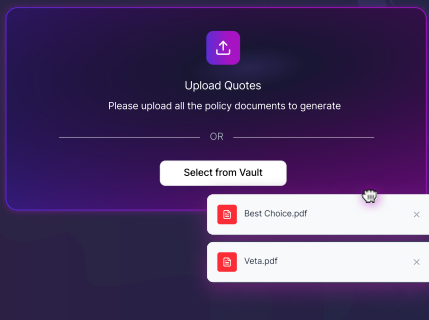 Upload Quotes
Please upload all the policy documents to generate
OR
Select from Vault
Best Choice.pdf
Veta.pdf